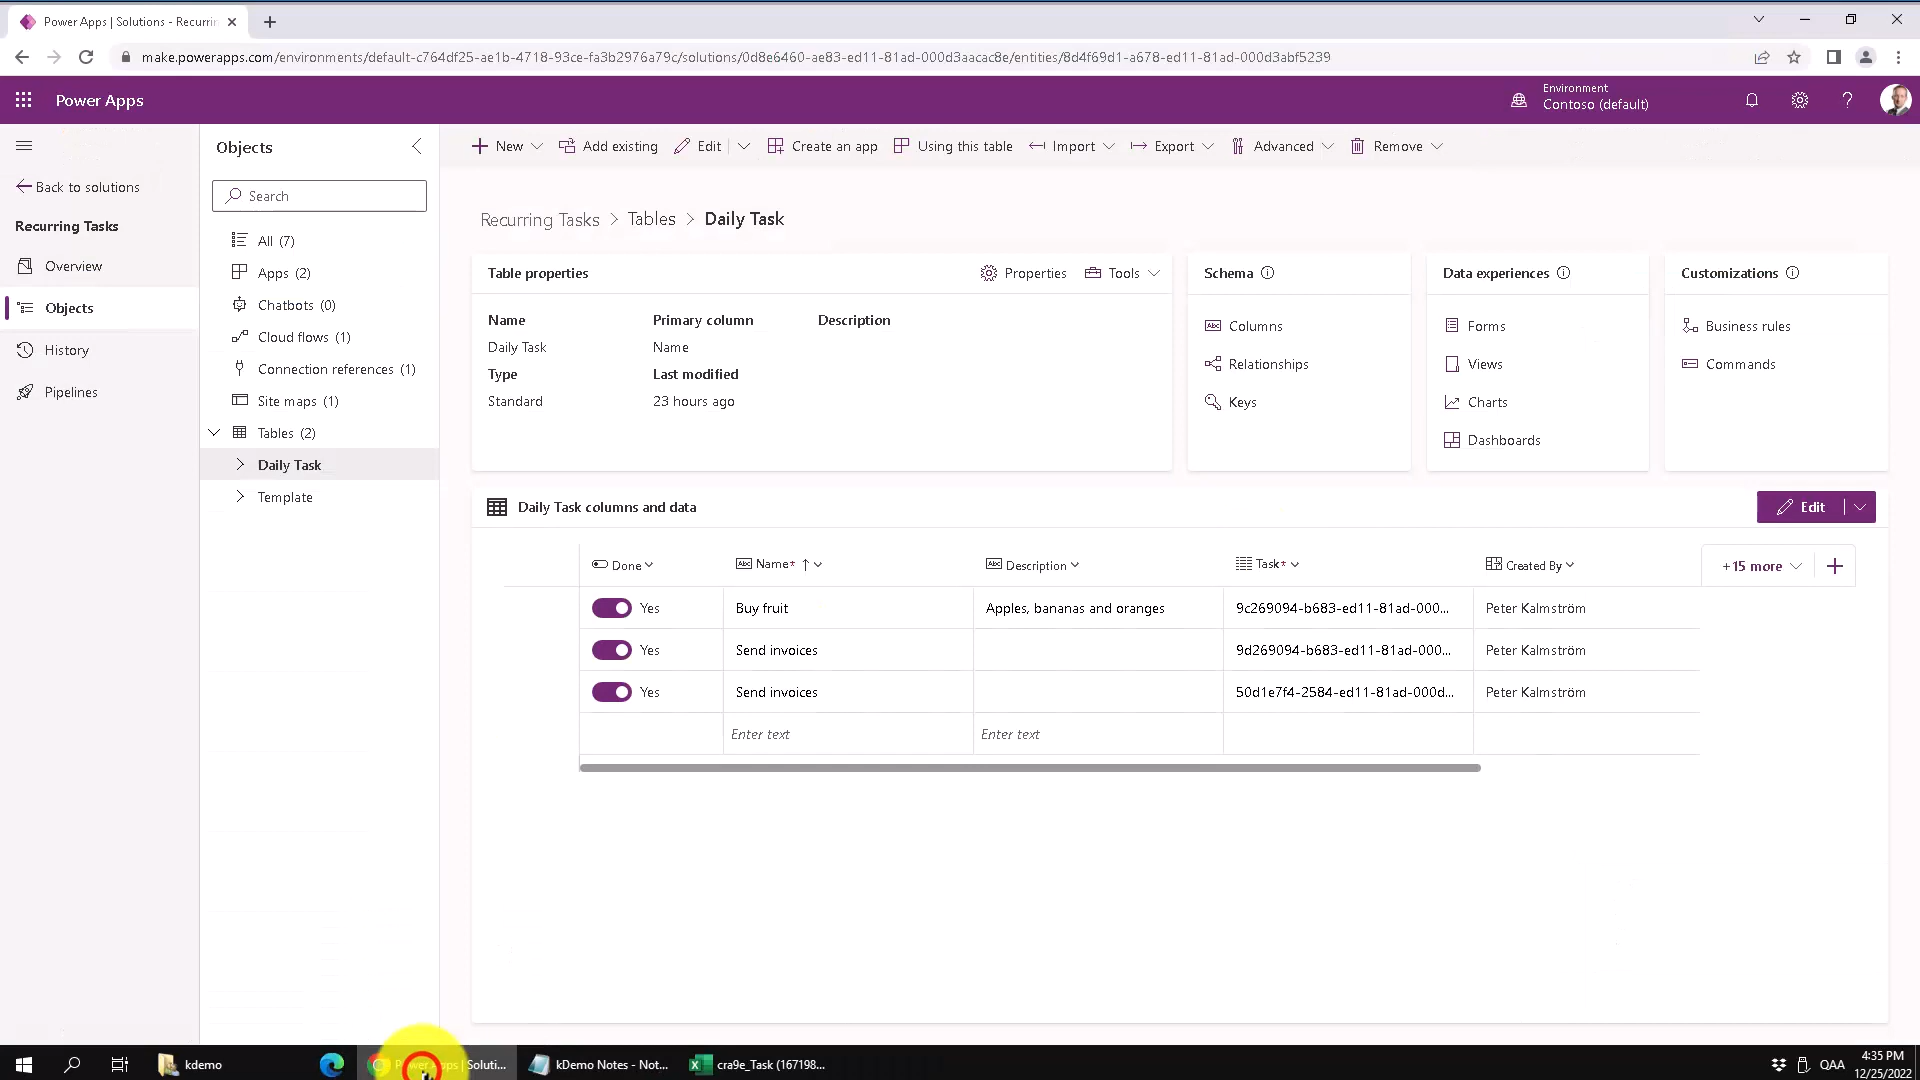 Power Apps | Solutions - Recurrin
make.powerapps.com/environments/default-c764df25-ae1b-4718-93ce-fa3b2976a79c/solutions/0d8e6460-ae83-ed11-81ad-000d3aacac8e/entities/8d4f69d1-a678-ed11-81ad-000d3abf5239
Power Apps
Environment
Contoso (default)
Back to solutions
Recurring Tasks
Overview
Objects
History
Pipelines
Objects
Search
All (7)
Apps (2)
Chatbots (0)
Cloud flows (1)
Connection references (1)
Site maps (1)
Tables (2)
Daily Task
Template
New Add existing Edit Create an app Using this table Import Export Advanced Remove
Recurring Tasks > Tables > Daily Task
Table properties Properties Tools
Name Primary column Description
Daily Task Name
Type Last modified
Standard 23 hours ago
Schema
Columns
Relationships
Keys
Data experiences
Forms
Views
Charts
Dashboards
Customizations
Business rules
Commands
Daily Task columns and data Edit
Done Name* Description Task* Created By +15 more
Yes Buy fruit Apples, bananas and oranges 9c269094-b683-ed11-81ad-000... Peter Kalmström
Yes Send invoices 9d269094-b683-ed11-81ad-000... Peter Kalmström
Yes Send invoices 50d1e7f4-2584-ed11-81ad-000d... Peter Kalmström
Enter text Enter text
kdemo Power Apps | Soluti... kDemo Notes - Not... cra9e_Task (167198... QAA 4:35 PM
12/25/2022